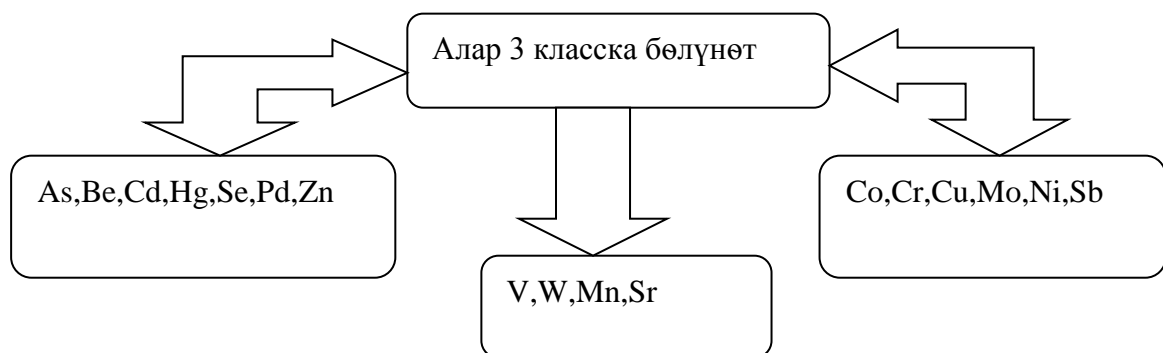 Алар 3 класска бөлүнөт
As,Be,Cd,Hg,Se,Pd,Zn
Co,Cr,Cu,Mo,Ni,Sb
V,W,Mn,Sr